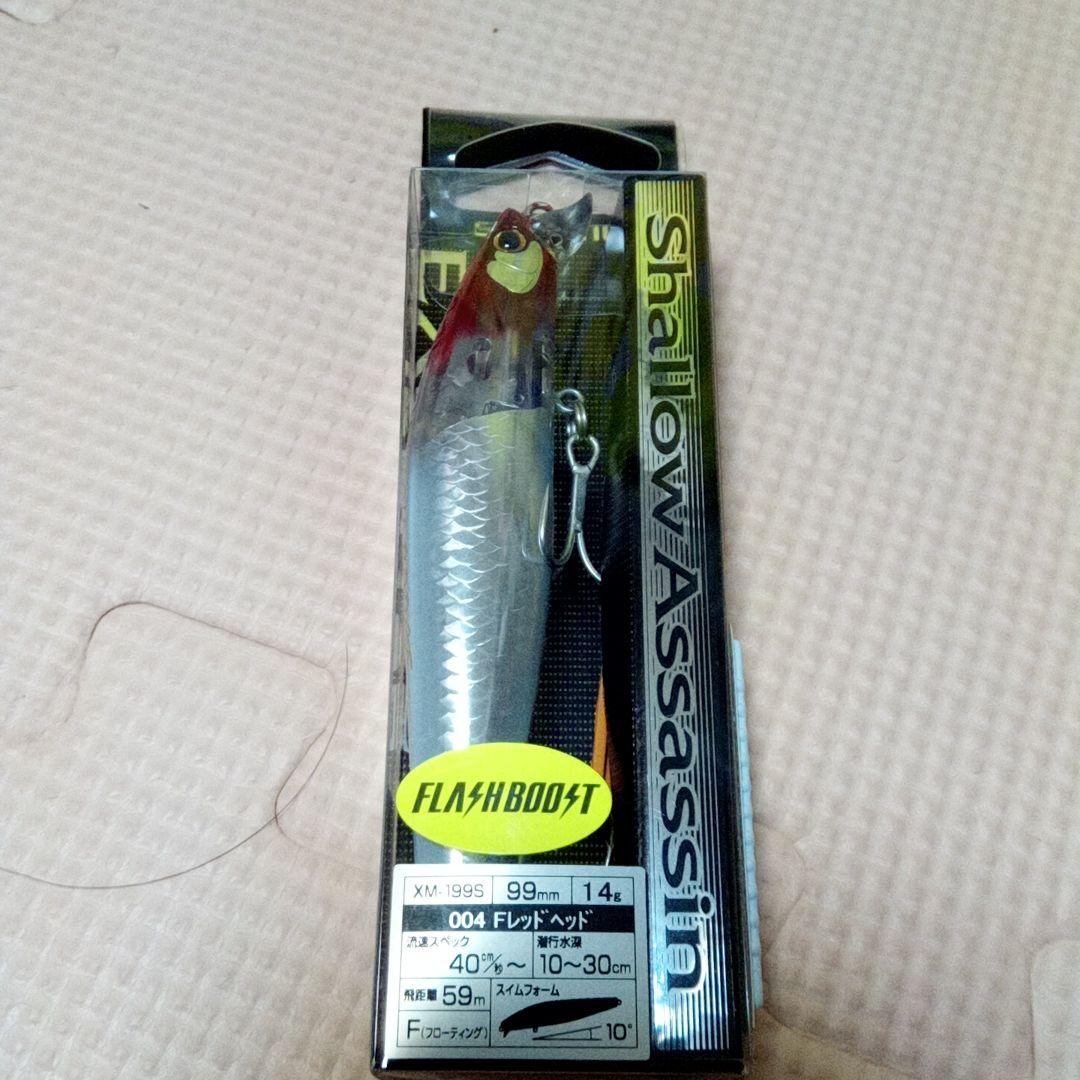 Shallow Assassin
FLASHBOOST
XM-199S 99mm 14g
004 Fレッドヘッド
流速スペック 潜行水深
40cm/秒～ 10～30cm
飛距離 59m スイムフォーム
F(フローティング) 10°